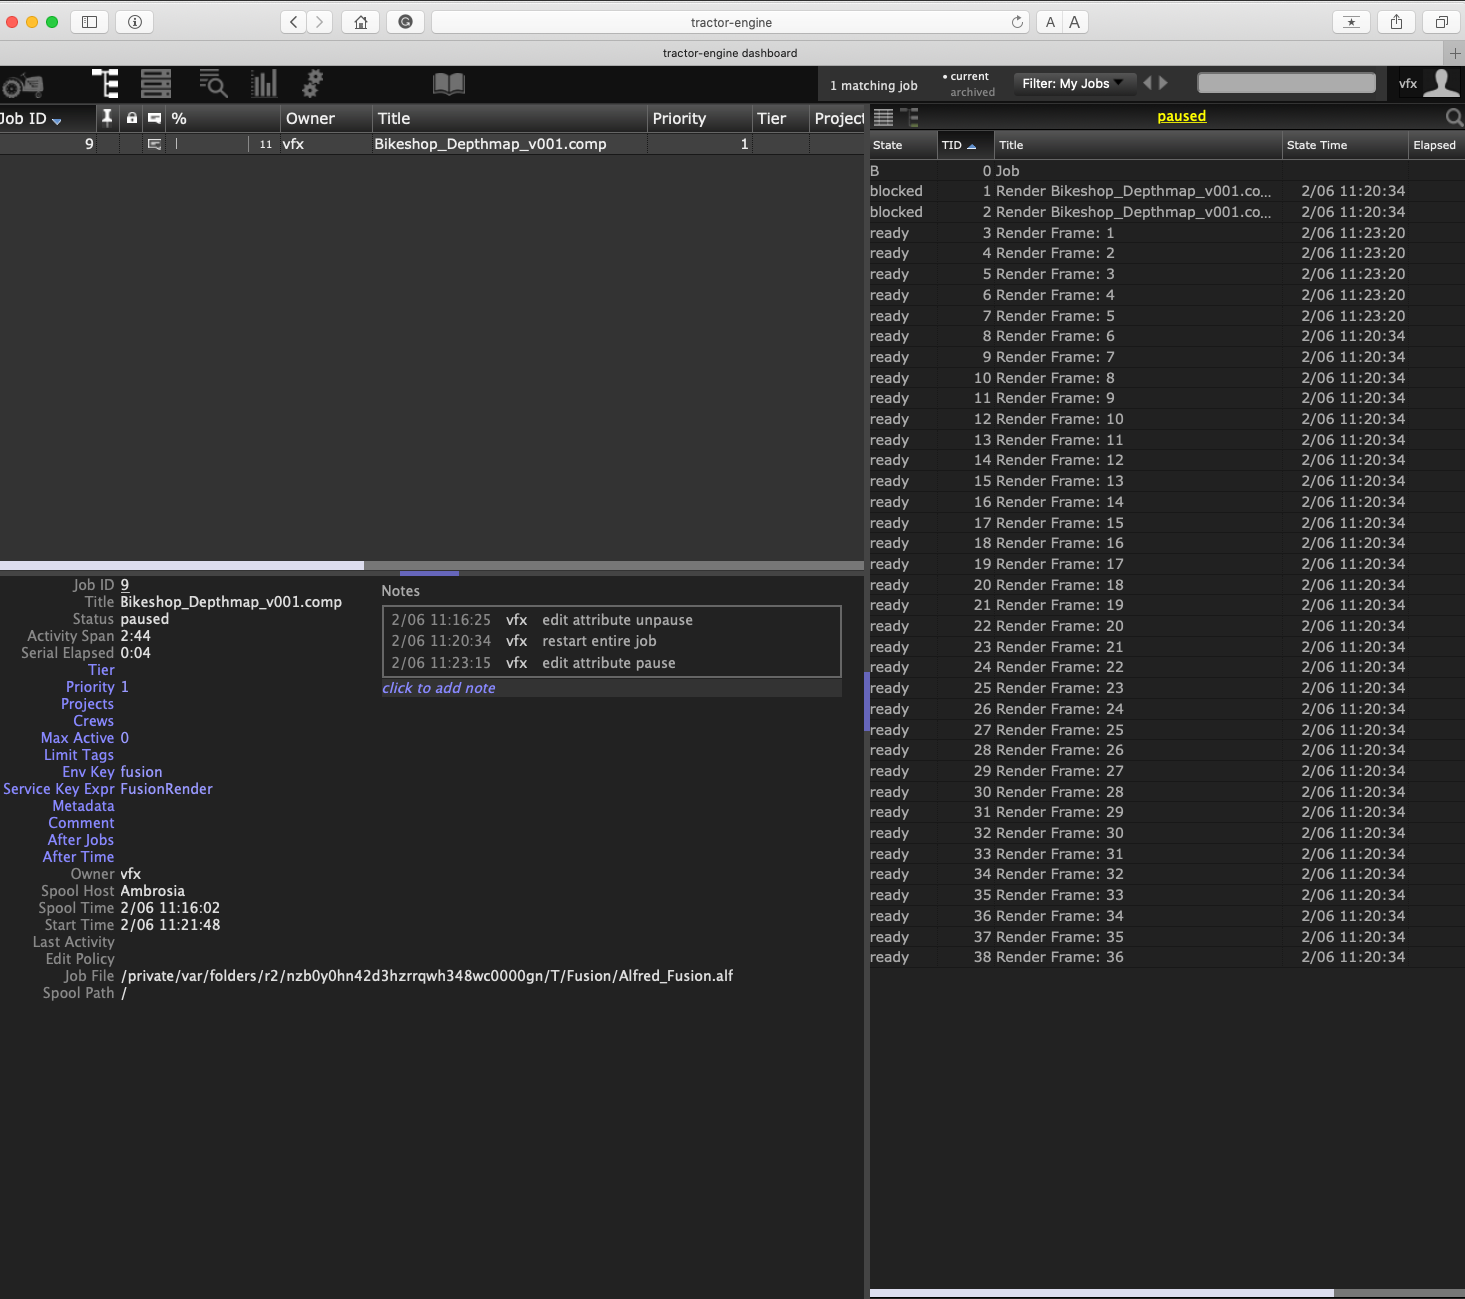 tractor-engine
A A
tractor-engine dashboard
1 matching job
• current
archived
Filter: My Jobs
vfx
Job ID % Owner Title Priority Tier Project
9 11 vfx Bikeshop_Depthmap_v001.comp 1
Job ID 9
Title Bikeshop_Depthmap_v001.comp
Status paused
Activity Span 2:44
Serial Elapsed 0:04
Tier
Priority 1
Projects
Crews
Max Active 0
Limit Tags
Env Key fusion
Service Key Expr FusionRender
Metadata
Comment
After Jobs
After Time
Owner vfx
Spool Host Ambrosia
Spool Time 2/06 11:16:02
Start Time 2/06 11:21:48
Last Activity
Edit Policy
Job File /private/var/folders/r2/nzb0y0hn42d3hzrrqwh348wc0000gn/T/Fusion/Alfred_Fusion.alf
Spool Path /
Notes
2/06 11:16:25 vfx edit attribute unpause
2/06 11:20:34 vfx restart entire job
2/06 11:23:15 vfx edit attribute pause
click to add note
paused
State TID Title State Time Elapsed
B 0 Job
blocked 1 Render Bikeshop_Depthmap_v001.co... 2/06 11:20:34
blocked 2 Render Bikeshop_Depthmap_v001.co... 2/06 11:20:34
ready 3 Render Frame: 1 2/06 11:23:20
ready 4 Render Frame: 2 2/06 11:23:20
ready 5 Render Frame: 3 2/06 11:23:20
ready 6 Render Frame: 4 2/06 11:23:20
ready 7 Render Frame: 5 2/06 11:23:20
ready 8 Render Frame: 6 2/06 11:20:34
ready 9 Render Frame: 7 2/06 11:20:34
ready 10 Render Frame: 8 2/06 11:20:34
ready 11 Render Frame: 9 2/06 11:20:34
ready 12 Render Frame: 10 2/06 11:20:34
ready 13 Render Frame: 11 2/06 11:20:34
ready 14 Render Frame: 12 2/06 11:20:34
ready 15 Render Frame: 13 2/06 11:20:34
ready 16 Render Frame: 14 2/06 11:20:34
ready 17 Render Frame: 15 2/06 11:20:34
ready 18 Render Frame: 16 2/06 11:20:34
ready 19 Render Frame: 17 2/06 11:20:34
ready 20 Render Frame: 18 2/06 11:20:34
ready 21 Render Frame: 19 2/06 11:20:34
ready 22 Render Frame: 20 2/06 11:20:34
ready 23 Render Frame: 21 2/06 11:20:34
ready 24 Render Frame: 22 2/06 11:20:34
ready 25 Render Frame: 23 2/06 11:20:34
ready 26 Render Frame: 24 2/06 11:20:34
ready 27 Render Frame: 25 2/06 11:20:34
ready 28 Render Frame: 26 2/06 11:20:34
ready 29 Render Frame: 27 2/06 11:20:34
ready 30 Render Frame: 28 2/06 11:20:34
ready 31 Render Frame: 29 2/06 11:20:34
ready 32 Render Frame: 30 2/06 11:20:34
ready 33 Render Frame: 31 2/06 11:20:34
ready 34 Render Frame: 32 2/06 11:20:34
ready 35 Render Frame: 33 2/06 11:20:34
ready 36 Render Frame: 34 2/06 11:20:34
ready 37 Render Frame: 35 2/06 11:20:34
ready 38 Render Frame: 36 2/06 11:20:34